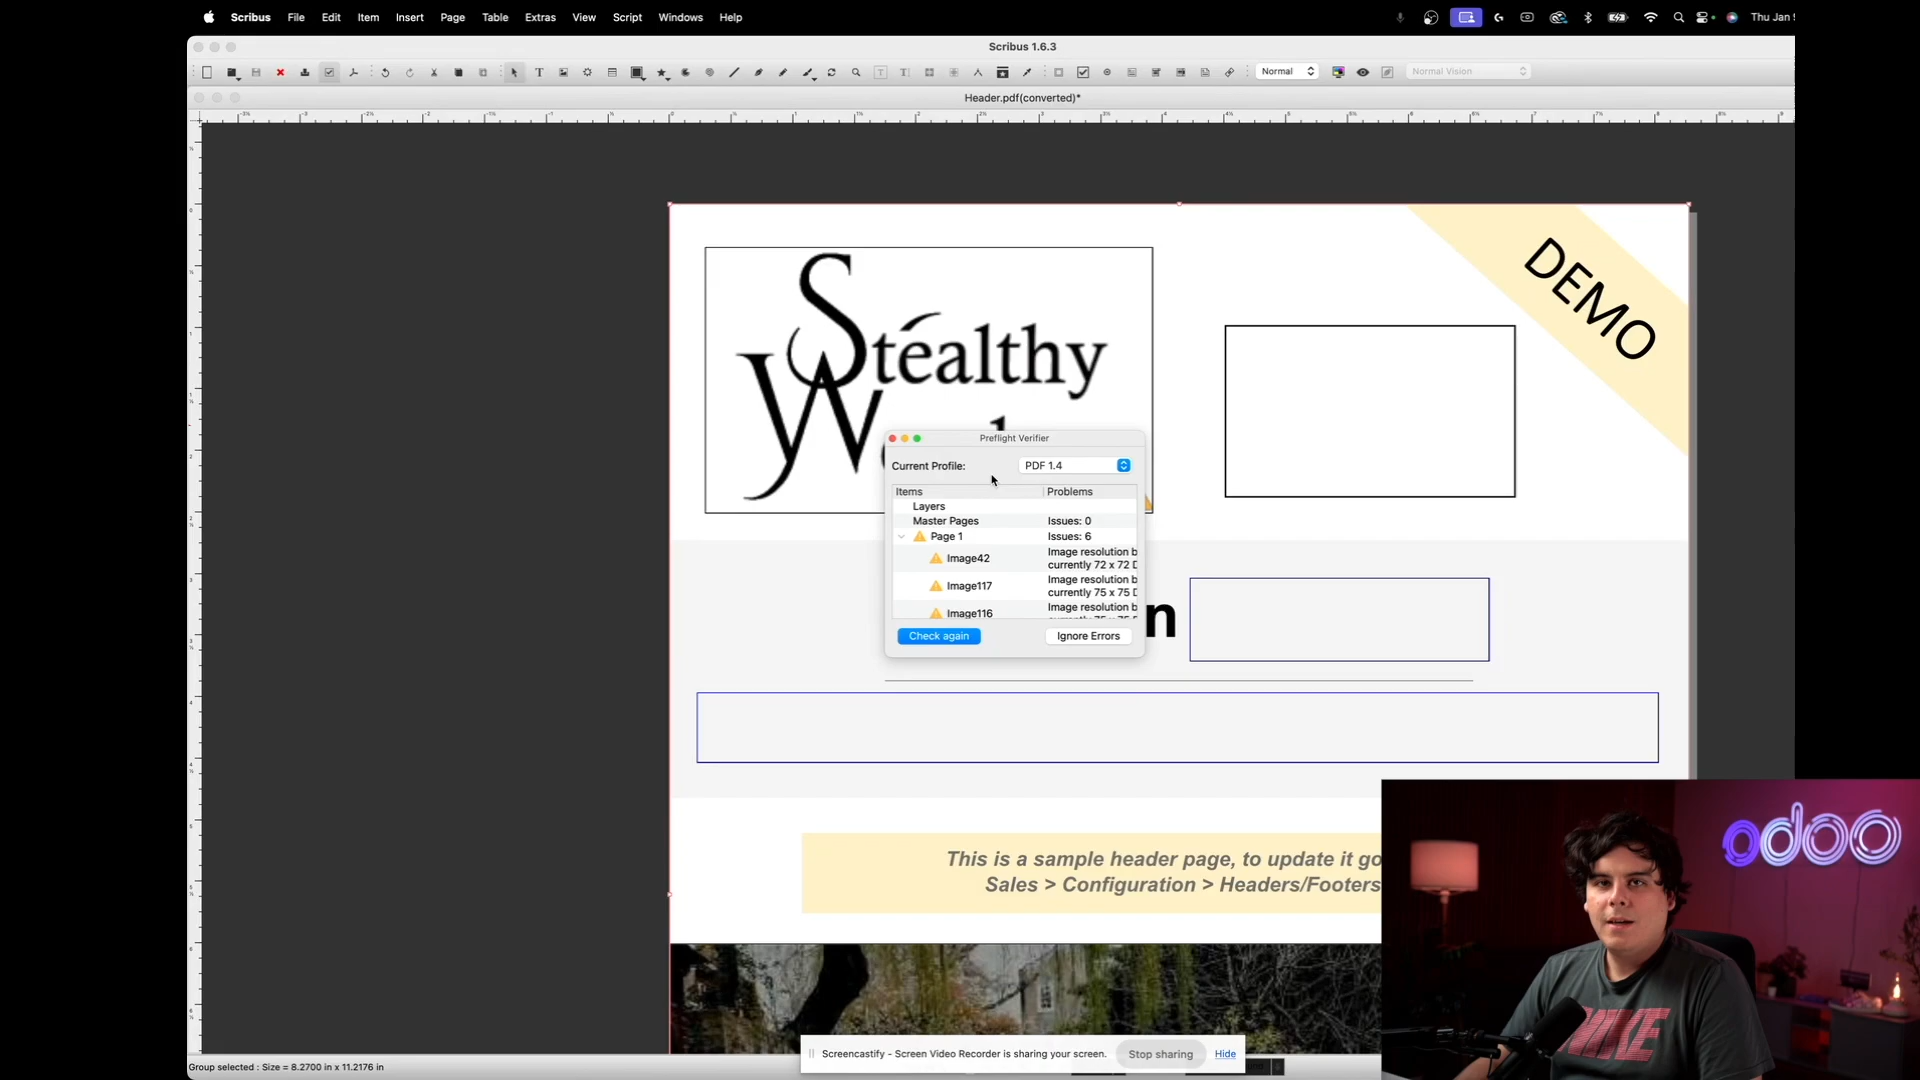 Scribus File Edit Item Insert Page Table Extras View Script Windows Help
Thu Jan
Scribus 1.6.3
Normal
Normal Vision
Header.pdf(converted)*
DEMO
Stealthy
W
Preflight Verifier
Current Profile: PDF 1.4
Items Problems
Layers
Master Pages Issues: 0
Page 1 Issues: 6
Image42 Image resolution b
currently 72 x 72 D
Image117 Image resolution b
currently 75 x 75 D
Image116 Image resolution b
Check again Ignore Errors
n
This is a sample header page, to update it go
Sales > Configuration > Headers/Footers
odoo
NIKE
Screencastify - Screen Video Recorder is sharing your screen. Stop sharing Hide
Group selected : Size = 8.2700 in x 11.2176 in